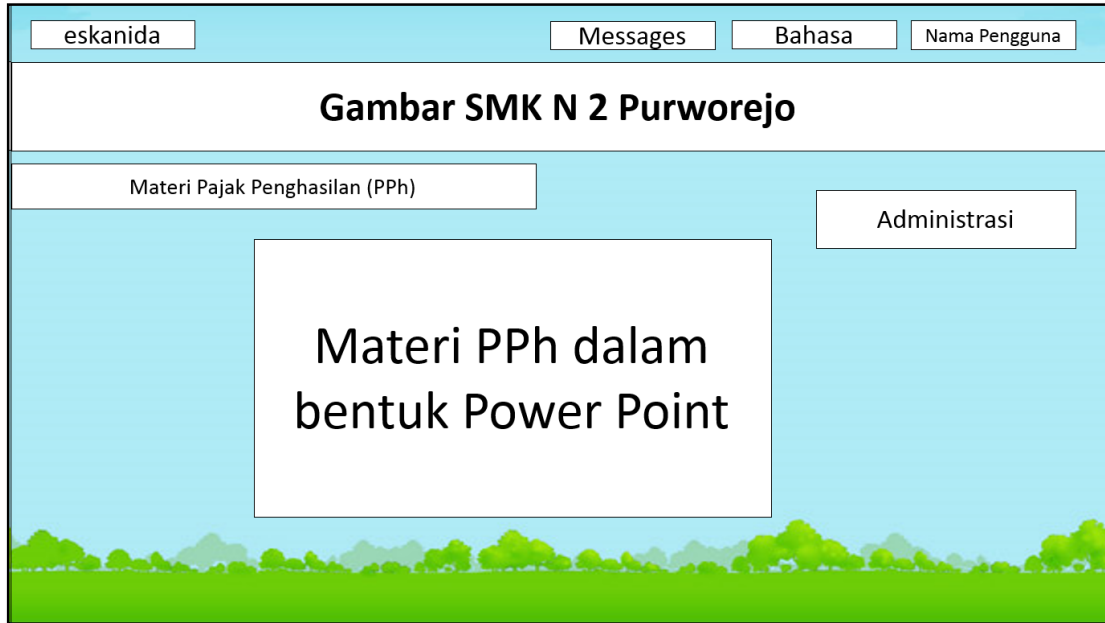 eskanida
Messages
Bahasa
Nama Pengguna
Gambar SMK N 2 Purworejo
Materi Pajak Penghasilan (PPh)
Administrasi
Materi PPh dalam
bentuk Power Point